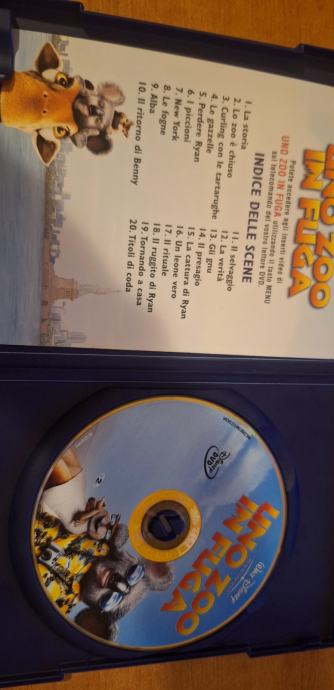 UNO ZOO
IN FUGA
Potete accedere agli inserti video di
UNO ZOO IN FUGA utilizzando il tasto MENU
sul telecomando del vostro lettore DVD.
INDICE DELLE SCENE
1. La storia
2. Lo zoo è chiuso
3. Curling con le tartarughe
4. Le gazzelle
5. Perdere Ryan
6. I piccioni
7. New York
8. Le fogne
9. Alba
10. Il ritorno di Benny
11. Il selvaggio
12. La verità
13. Gli gnu
14. Il presagio
15. La cattura di Ryan
16. Un leone vero
17. Il rituale
18. Il ruggito di Ryan
19. Tornando a casa
20. Titoli di coda
WALT DISNEY
UNO ZOO
IN FUGA
Disney
DVD